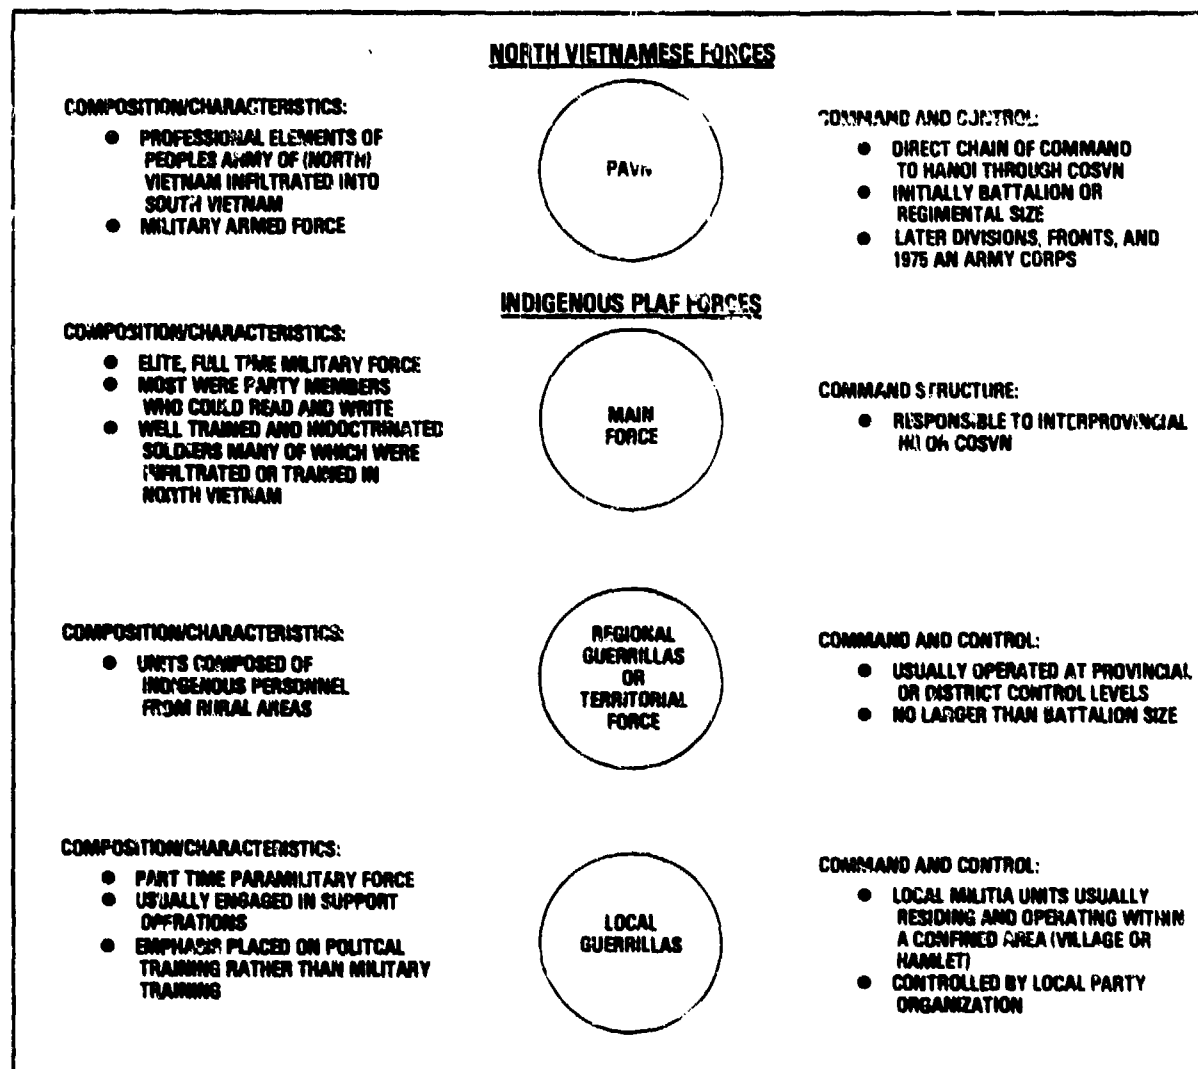 NORTH VIETNAMESE FORCES
COMPOSITION/CHARACTERISTICS:
● PROFESSIONAL ELEMENTS OF
PEOPLES ARMY OF (NORTH)
VIETNAM INFILTRATED INTO
SOUTH VIETNAM
● MILITARY ARMED FORCE
PAVN
COMMAND AND CONTROL:
● DIRECT CHAIN OF COMMAND
TO HANOI THROUGH COSVN
● INITIALLY BATTALION OR
REGIMENTAL SIZE
● LATER DIVISIONS, FRONTS, AND
1975 AN ARMY CORPS
INDIGENOUS PLAF FORCES
COMPOSITION/CHARACTERISTICS:
● ELITE, FULL TIME MILITARY FORCE
● MOST WERE PARTY MEMBERS
WHO COULD READ AND WRITE
● WELL TRAINED AND INDOCTRINATED
SOLDIERS MANY OF WHICH WERE
INFILTRATED OR TRAINED IN
NORTH VIETNAM
MAIN
FORCE
COMMAND STRUCTURE:
● RESPONSIBLE TO INTERPROVINCIAL
HQ OR COSVN
COMPOSITION/CHARACTERISTICS:
● UNITS COMPOSED OF
INDIGENOUS PERSONNEL
FROM RURAL AREAS
REGIONAL
GUERRILLAS
OR
TERRITORIAL
FORCE
COMMAND AND CONTROL:
● USUALLY OPERATED AT PROVINCIAL
OR DISTRICT CONTROL LEVELS
● NO LARGER THAN BATTALION SIZE
COMPOSITION/CHARACTERISTICS:
● PART TIME PARAMILITARY FORCE
● USUALLY ENGAGED IN SUPPORT
OPERATIONS
● EMPHASIS PLACED ON POLITCAL
TRAINING RATHER THAN MILITARY
TRAINING
LOCAL
GUERRILLAS
COMMAND AND CONTROL:
● LOCAL MILITIA UNITS USUALLY
RESIDING AND OPERATING WITHIN
A CONFINED AREA (VILLAGE OR
HAMLET)
● CONTROLLED BY LOCAL PARTY
ORGANIZATION